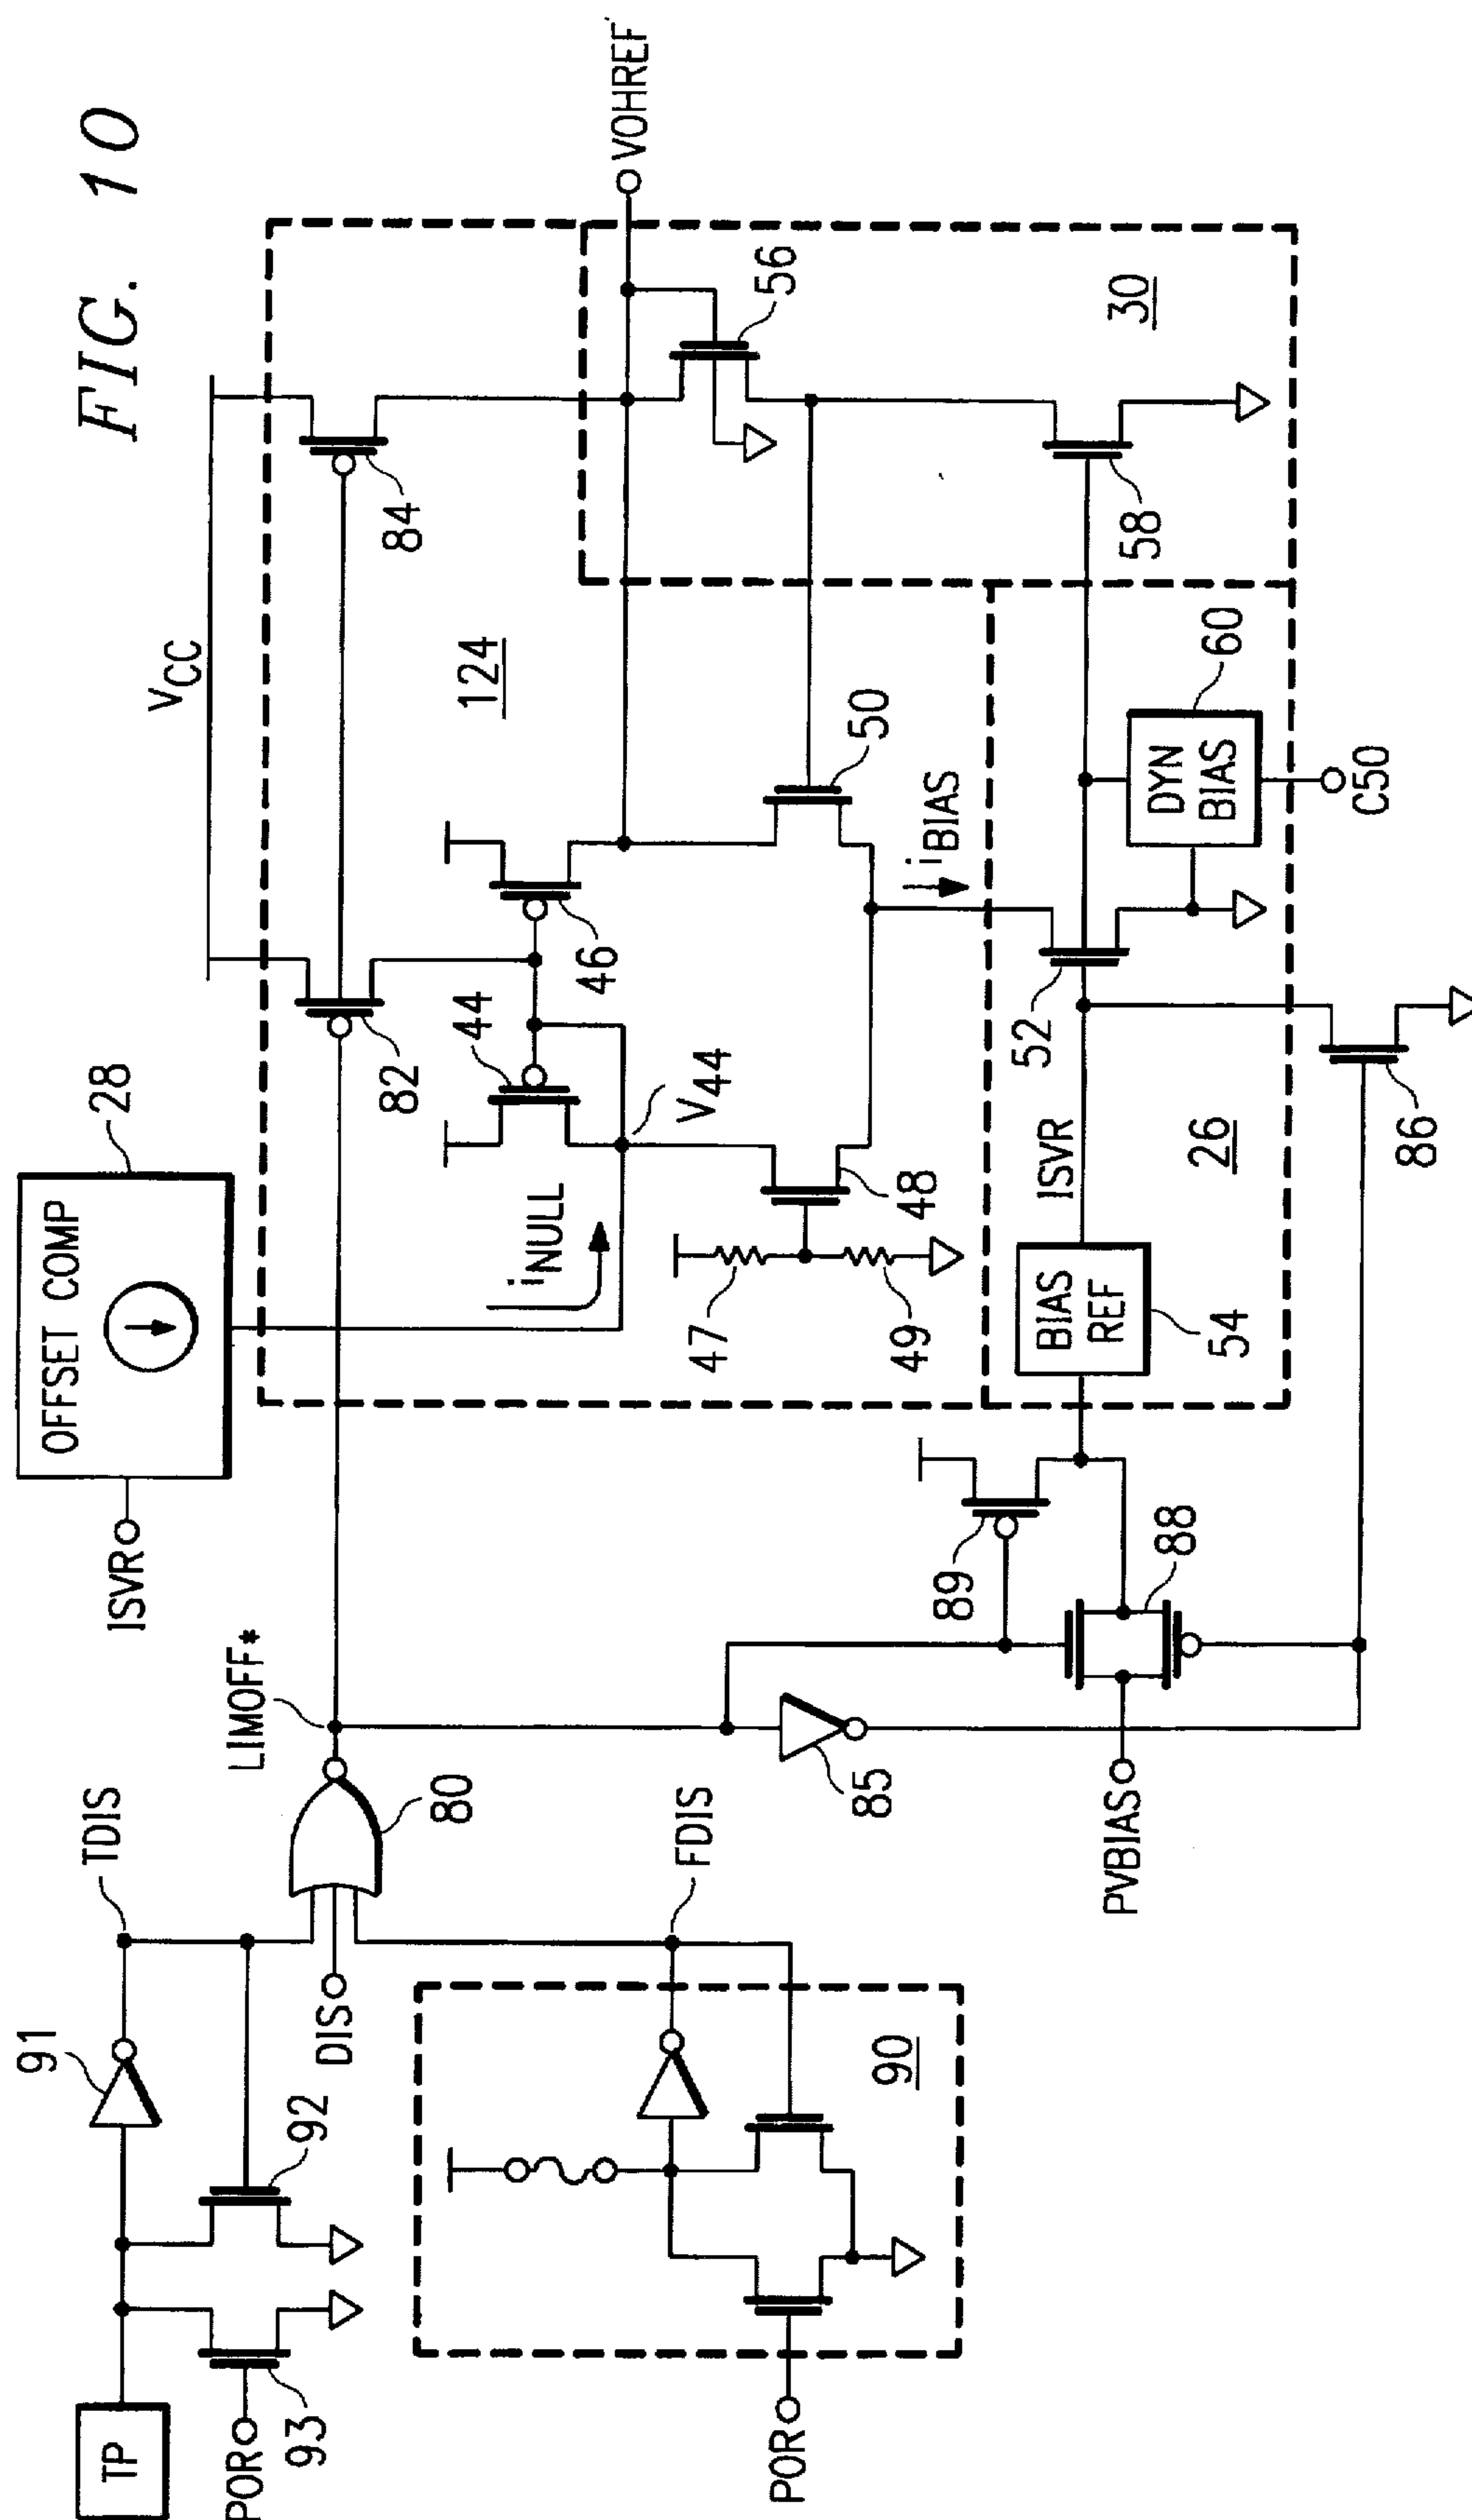 FIG. 10
OFFSET COMP
28
ISVR
VCC
LIMOFF*
TDIS
91
TP
92
POR
93
DIS
80
82
84
124
VOHREF
44
46
V44
iNULL
47
49
48
50
56
30
iBIAS
58
FDIS
90
POR
85
89
88
PVBIAS
BIAS
REF
54
ISVR
26
52
DYN
BIAS
60
C50
86